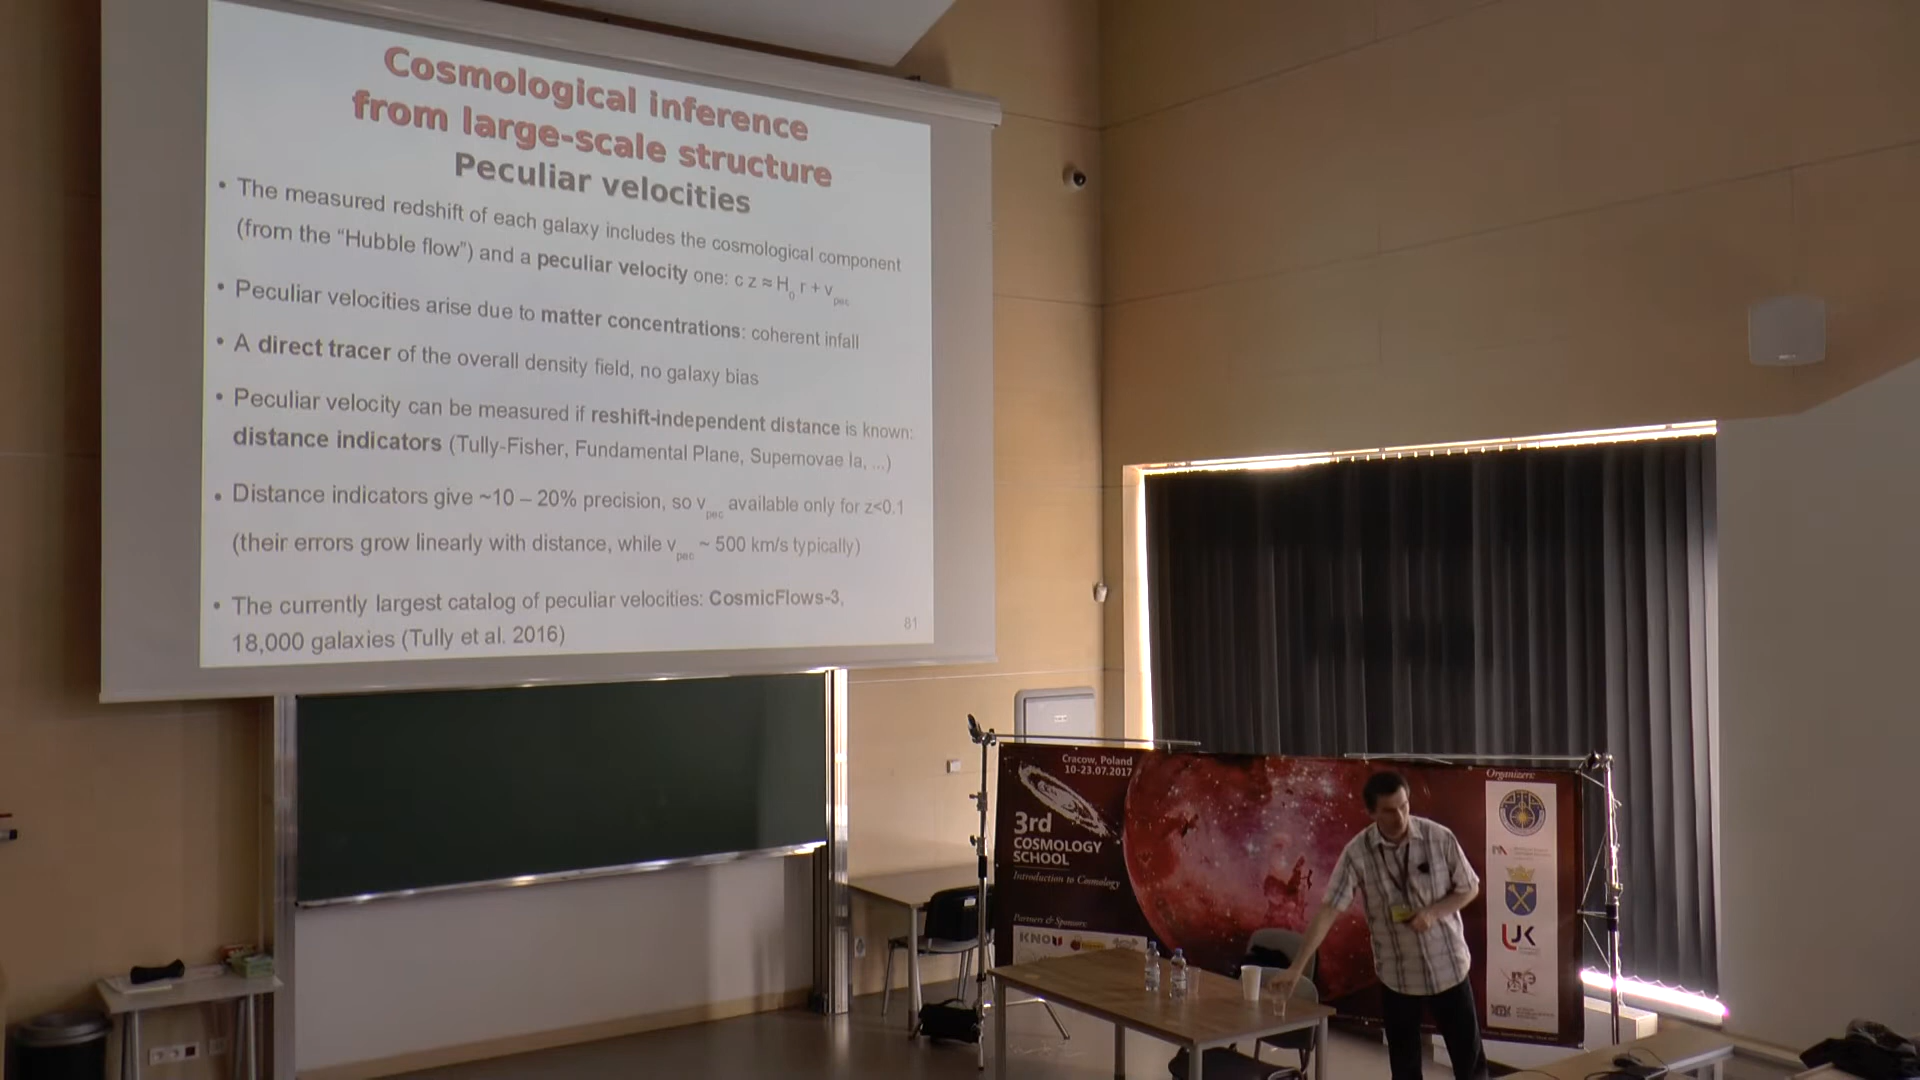 Cosmological inference
from large-scale structure
Peculiar velocities
• The measured redshift of each galaxy includes the cosmological component
(from the “Hubble flow”) and a peculiar velocity one: c z ≈ H0 r + vpec
• Peculiar velocities arise due to matter concentrations: coherent infall
• A direct tracer of the overall density field, no galaxy bias
• Peculiar velocity can be measured if reshift-independent distance is known:
distance indicators (Tully-Fisher, Fundamental Plane, Supernovae Ia, ...)
• Distance indicators give ~10 – 20% precision, so vpec available only for z<0.1
(their errors grow linearly with distance, while vpec ~ 500 km/s typically)
• The currently largest catalog of peculiar velocities: CosmicFlows-3,
18,000 galaxies (Tully et al. 2016)
81
Cracow, Poland
10-23.07.2017
3rd
COSMOLOGY
SCHOOL
Introduction to Cosmology
Partners & Sponsors:
KNO
Organizers:
UJK